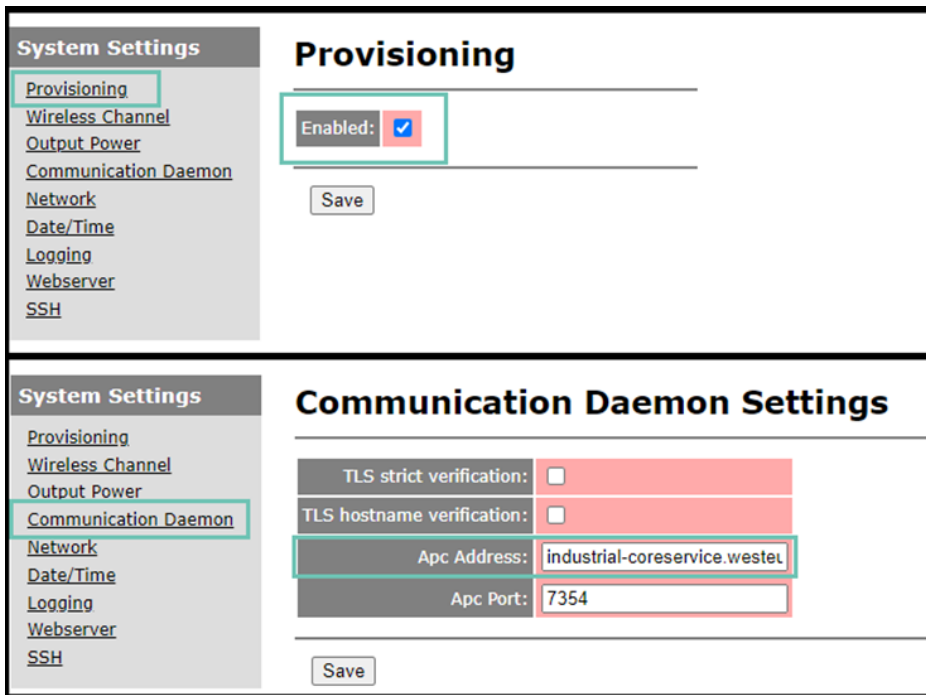 System Settings
Provisioning
Wireless Channel
Output Power
Communication Daemon
Network
Date/Time
Logging
Webserver
SSH
Provisioning
Enabled:
Save
System Settings
Provisioning
Wireless Channel
Output Power
Communication Daemon
Network
Date/Time
Logging
Webserver
SSH
Communication Daemon Settings
TLS strict verification:
TLS hostname verification:
Apc Address: industrial-coreservice.westeu
Apc Port: 7354
Save